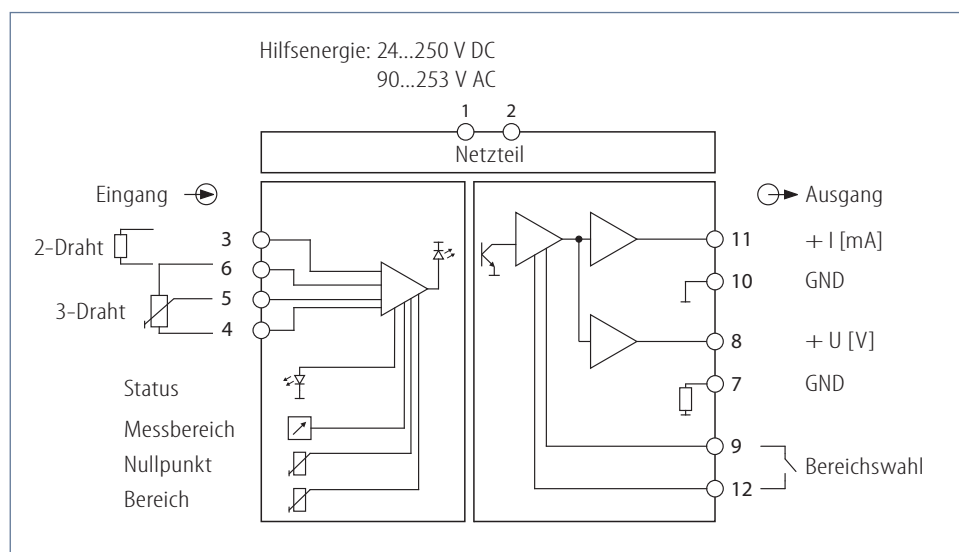 Hilfsenergie: 24...250 V DC
90...253 V AC
1 2
Netzteil
Eingang
Ausgang
2-Draht
3
6
3-Draht
5
4
11 + I [mA]
10 GND
8 + U [V]
7 GND
Status
Messbereich
Nullpunkt
Bereich
9
Bereichswahl
12